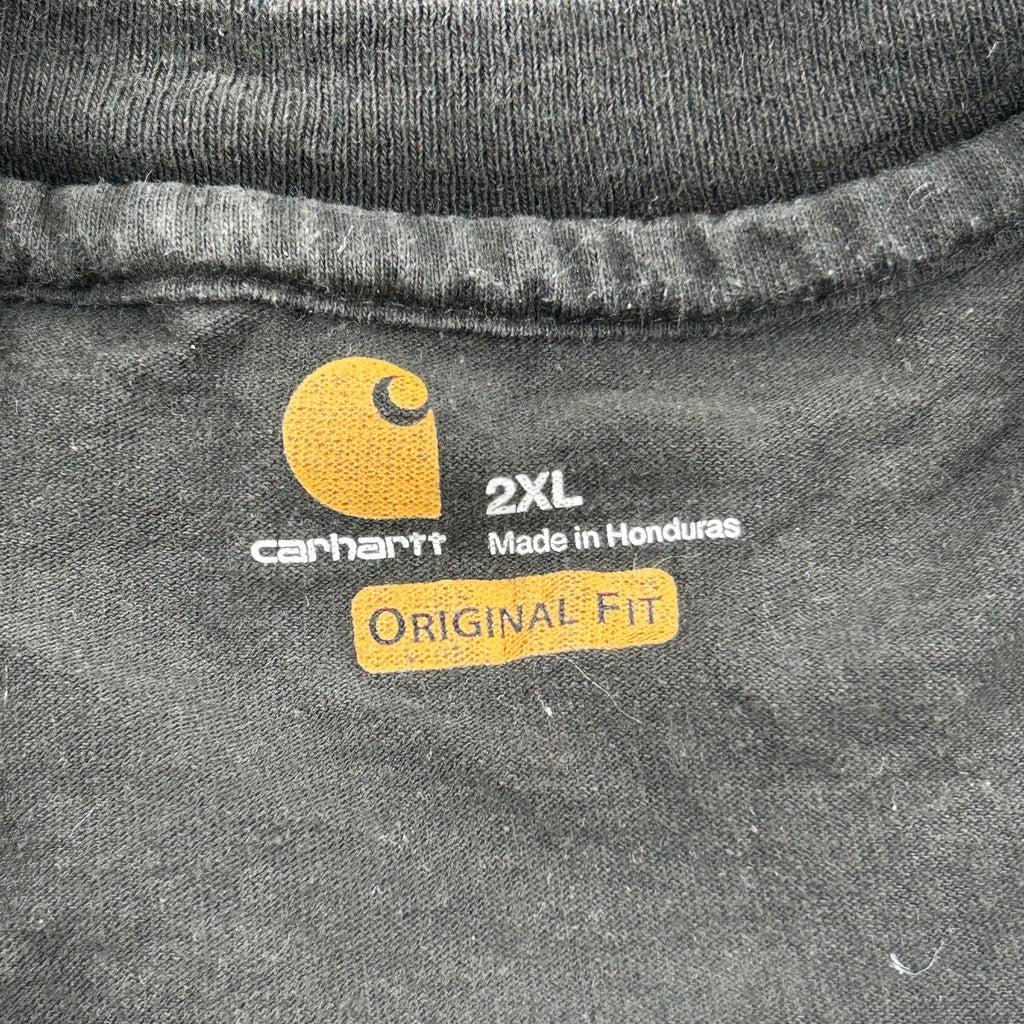 carhartt
2XL
Made in Honduras
ORIGINAL FIT